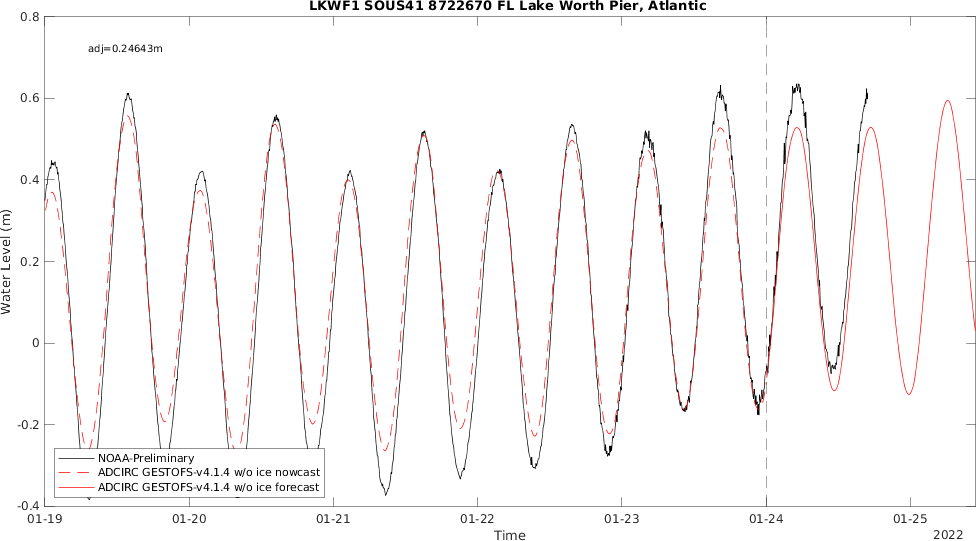 LKWF1 SOUS41 8722670 FL Lake Worth Pier, Atlantic
0.8
adj=0.24643m
0.6
0.4
0.2
0
-0.2
-0.4
Water Level (m)
NOAA-Preliminary
ADCIRC GESTOFS-v4.1.4 w/o ice nowcast
ADCIRC GESTOFS-v4.1.4 w/o ice forecast
01-19 01-20 01-21 01-22 01-23 01-24 01-25
Time
2022